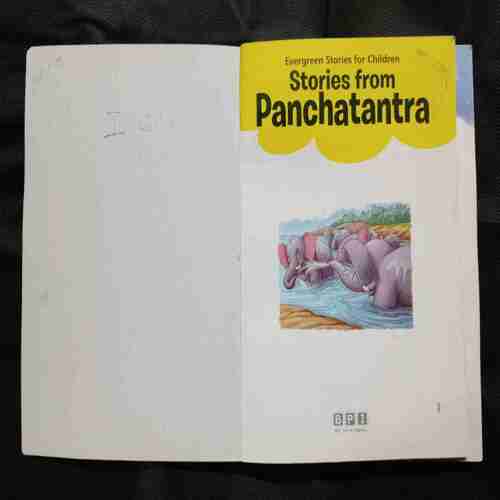 I
Evergreen Stories for Children
Stories from
Panchatantra
BPI